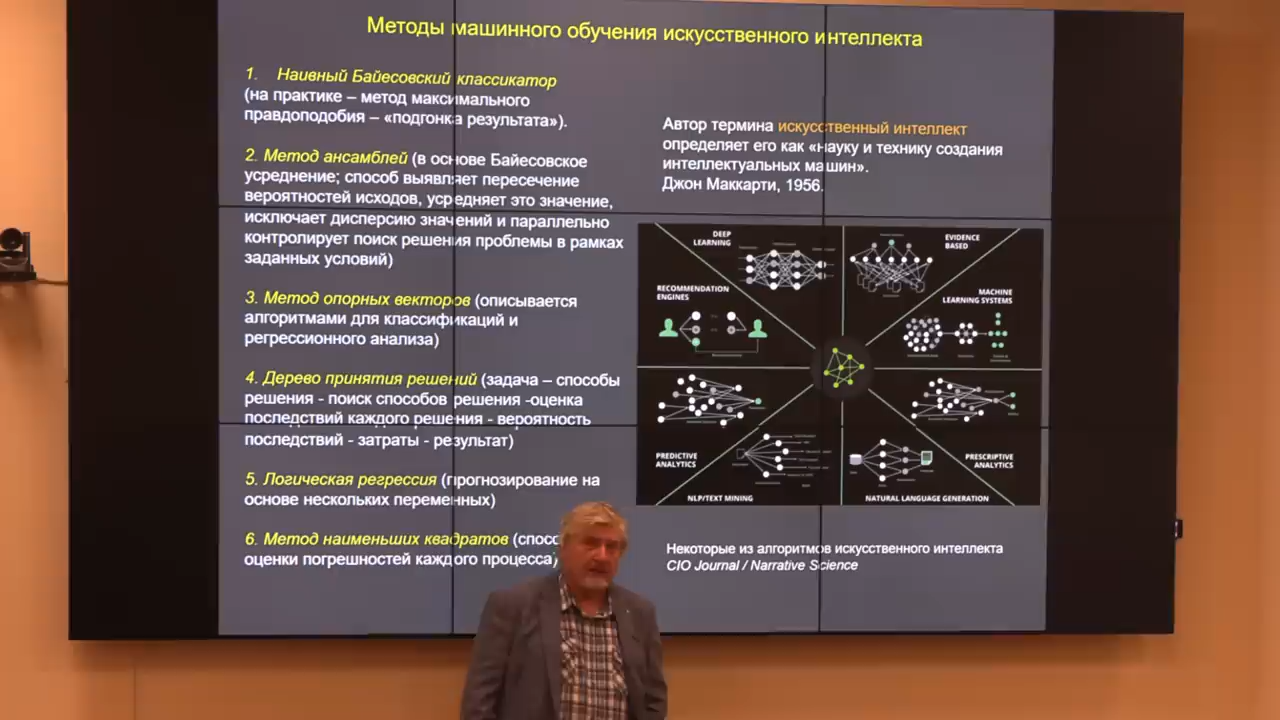 Методы машинного обучения искусственного интеллекта
1. Наивный Байесовский классикатор
(на практике – метод максимального
правдоподобия – «подгонка результата»).
2. Метод ансамблей (в основе Байесовское
усреднение; способ выявляет пересечение
вероятностей исходов, усредняет это значение,
исключает дисперсию значений и параллельно
контролирует поиск решения проблемы в рамках
заданных условий)
3. Метод опорных векторов (описывается
алгоритмами для классификаций и
регрессионного анализа)
4. Дерево принятия решений (задача – способы
решения - поиск способов решения -оценка
последствий каждого решения - вероятность
последствий - затраты - результат)
5. Логическая регрессия (прогнозирование на
основе нескольких переменных)
6. Метод наименьших квадратов
оценки погрешностей каждого процесса)
Автор термина искусственный интеллект
определяет его как «науку и технику создания
интеллектуальных машин».
Джон Маккарти, 1956.
DEEP
LEARNING
EVIDENCE
BASED
RECOMMENDATION
ENGINES
MACHINE
LEARNING SYSTEMS
PREDICTIVE
ANALYTICS
PRESCRIPTIVE
ANALYTICS
NLP/TEXT MINING
NATURAL LANGUAGE GENERATION
Некоторые из алгоритмов искусственного интеллекта
CIO Journal / Narrative Science